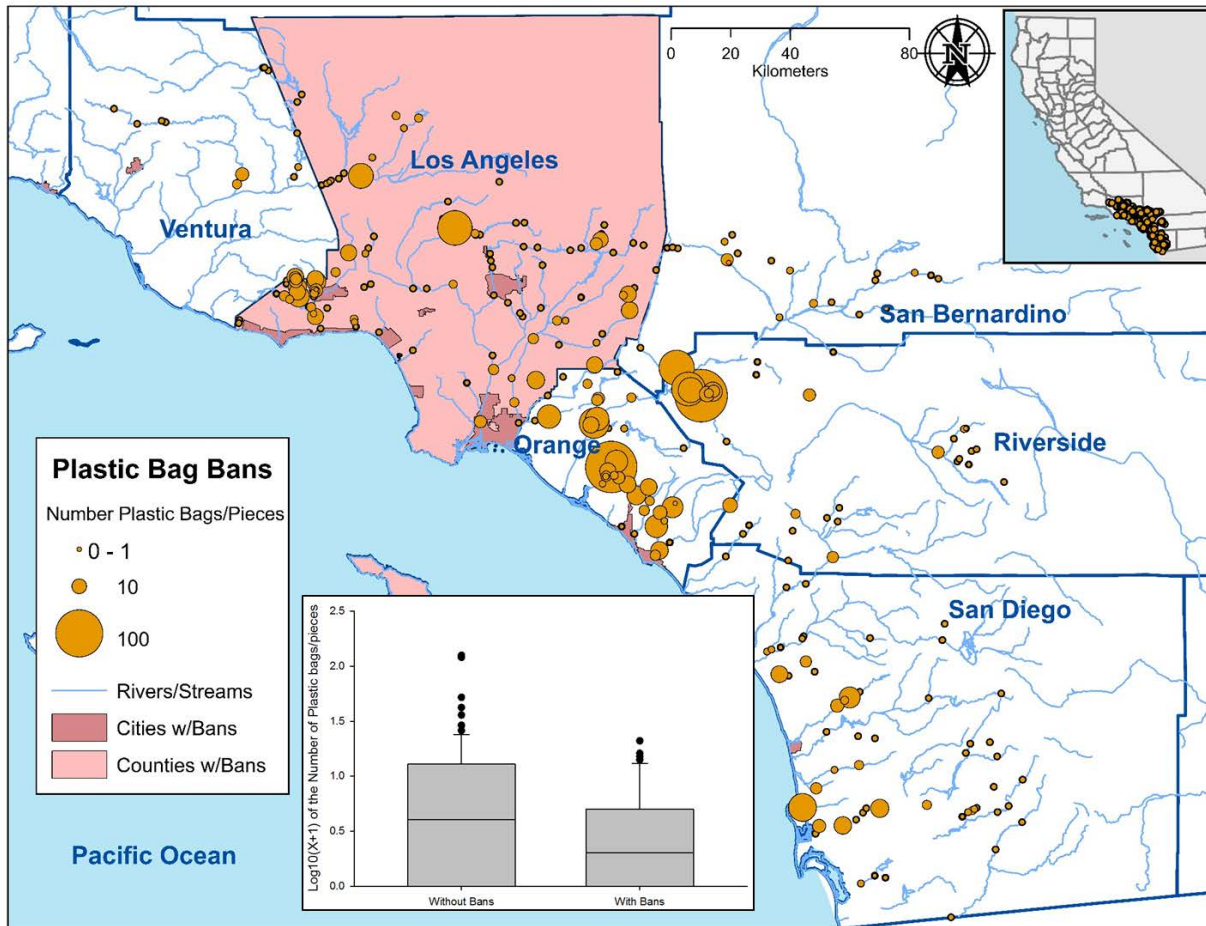 0 20 40 80
Kilometers
N
Los Angeles
Ventura
San Bernardino
Riverside
Orange
San Diego
Pacific Ocean
Plastic Bag Bans
Number Plastic Bags/Pieces
0 - 1
10
100
Rivers/Streams
Cities w/Bans
Counties w/Bans
Log10(X+1) of the Number of Plastic bags/pieces
2.5
2.0
1.5
1.0
0.5
0.0
Without Bans With Bans